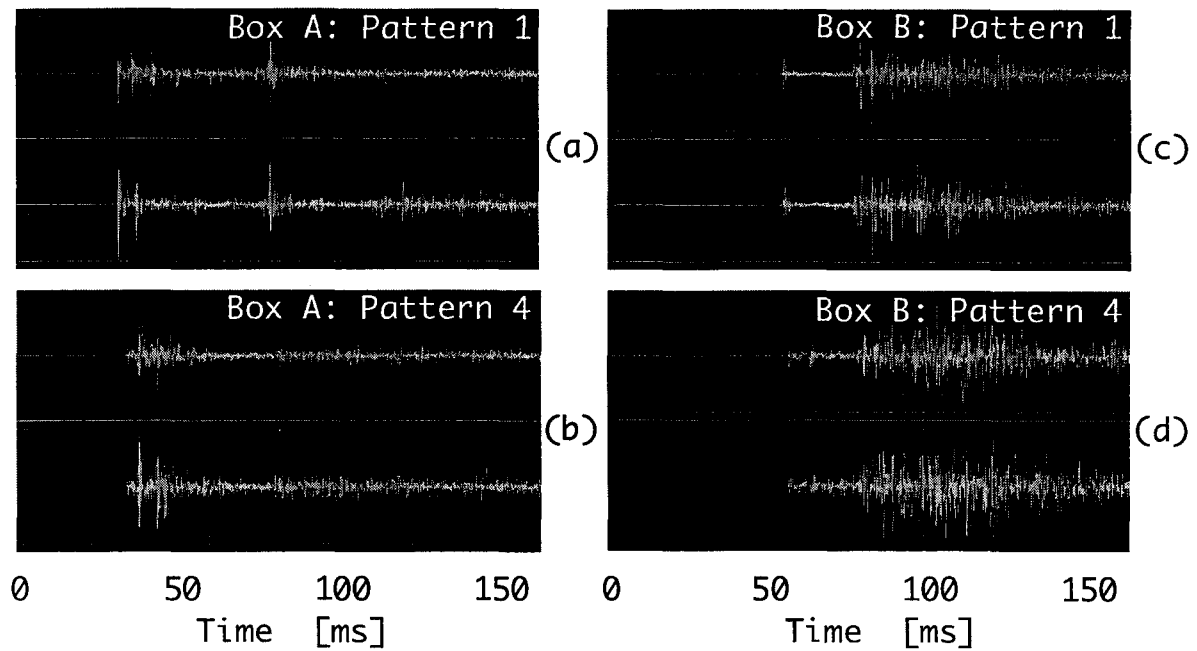 Box A: Pattern 1
(a)
Box B: Pattern 1
(c)
Box A: Pattern 4
(b)
Box B: Pattern 4
(d)
0 50 100 150
Time [ms]
0 50 100 150
Time [ms]